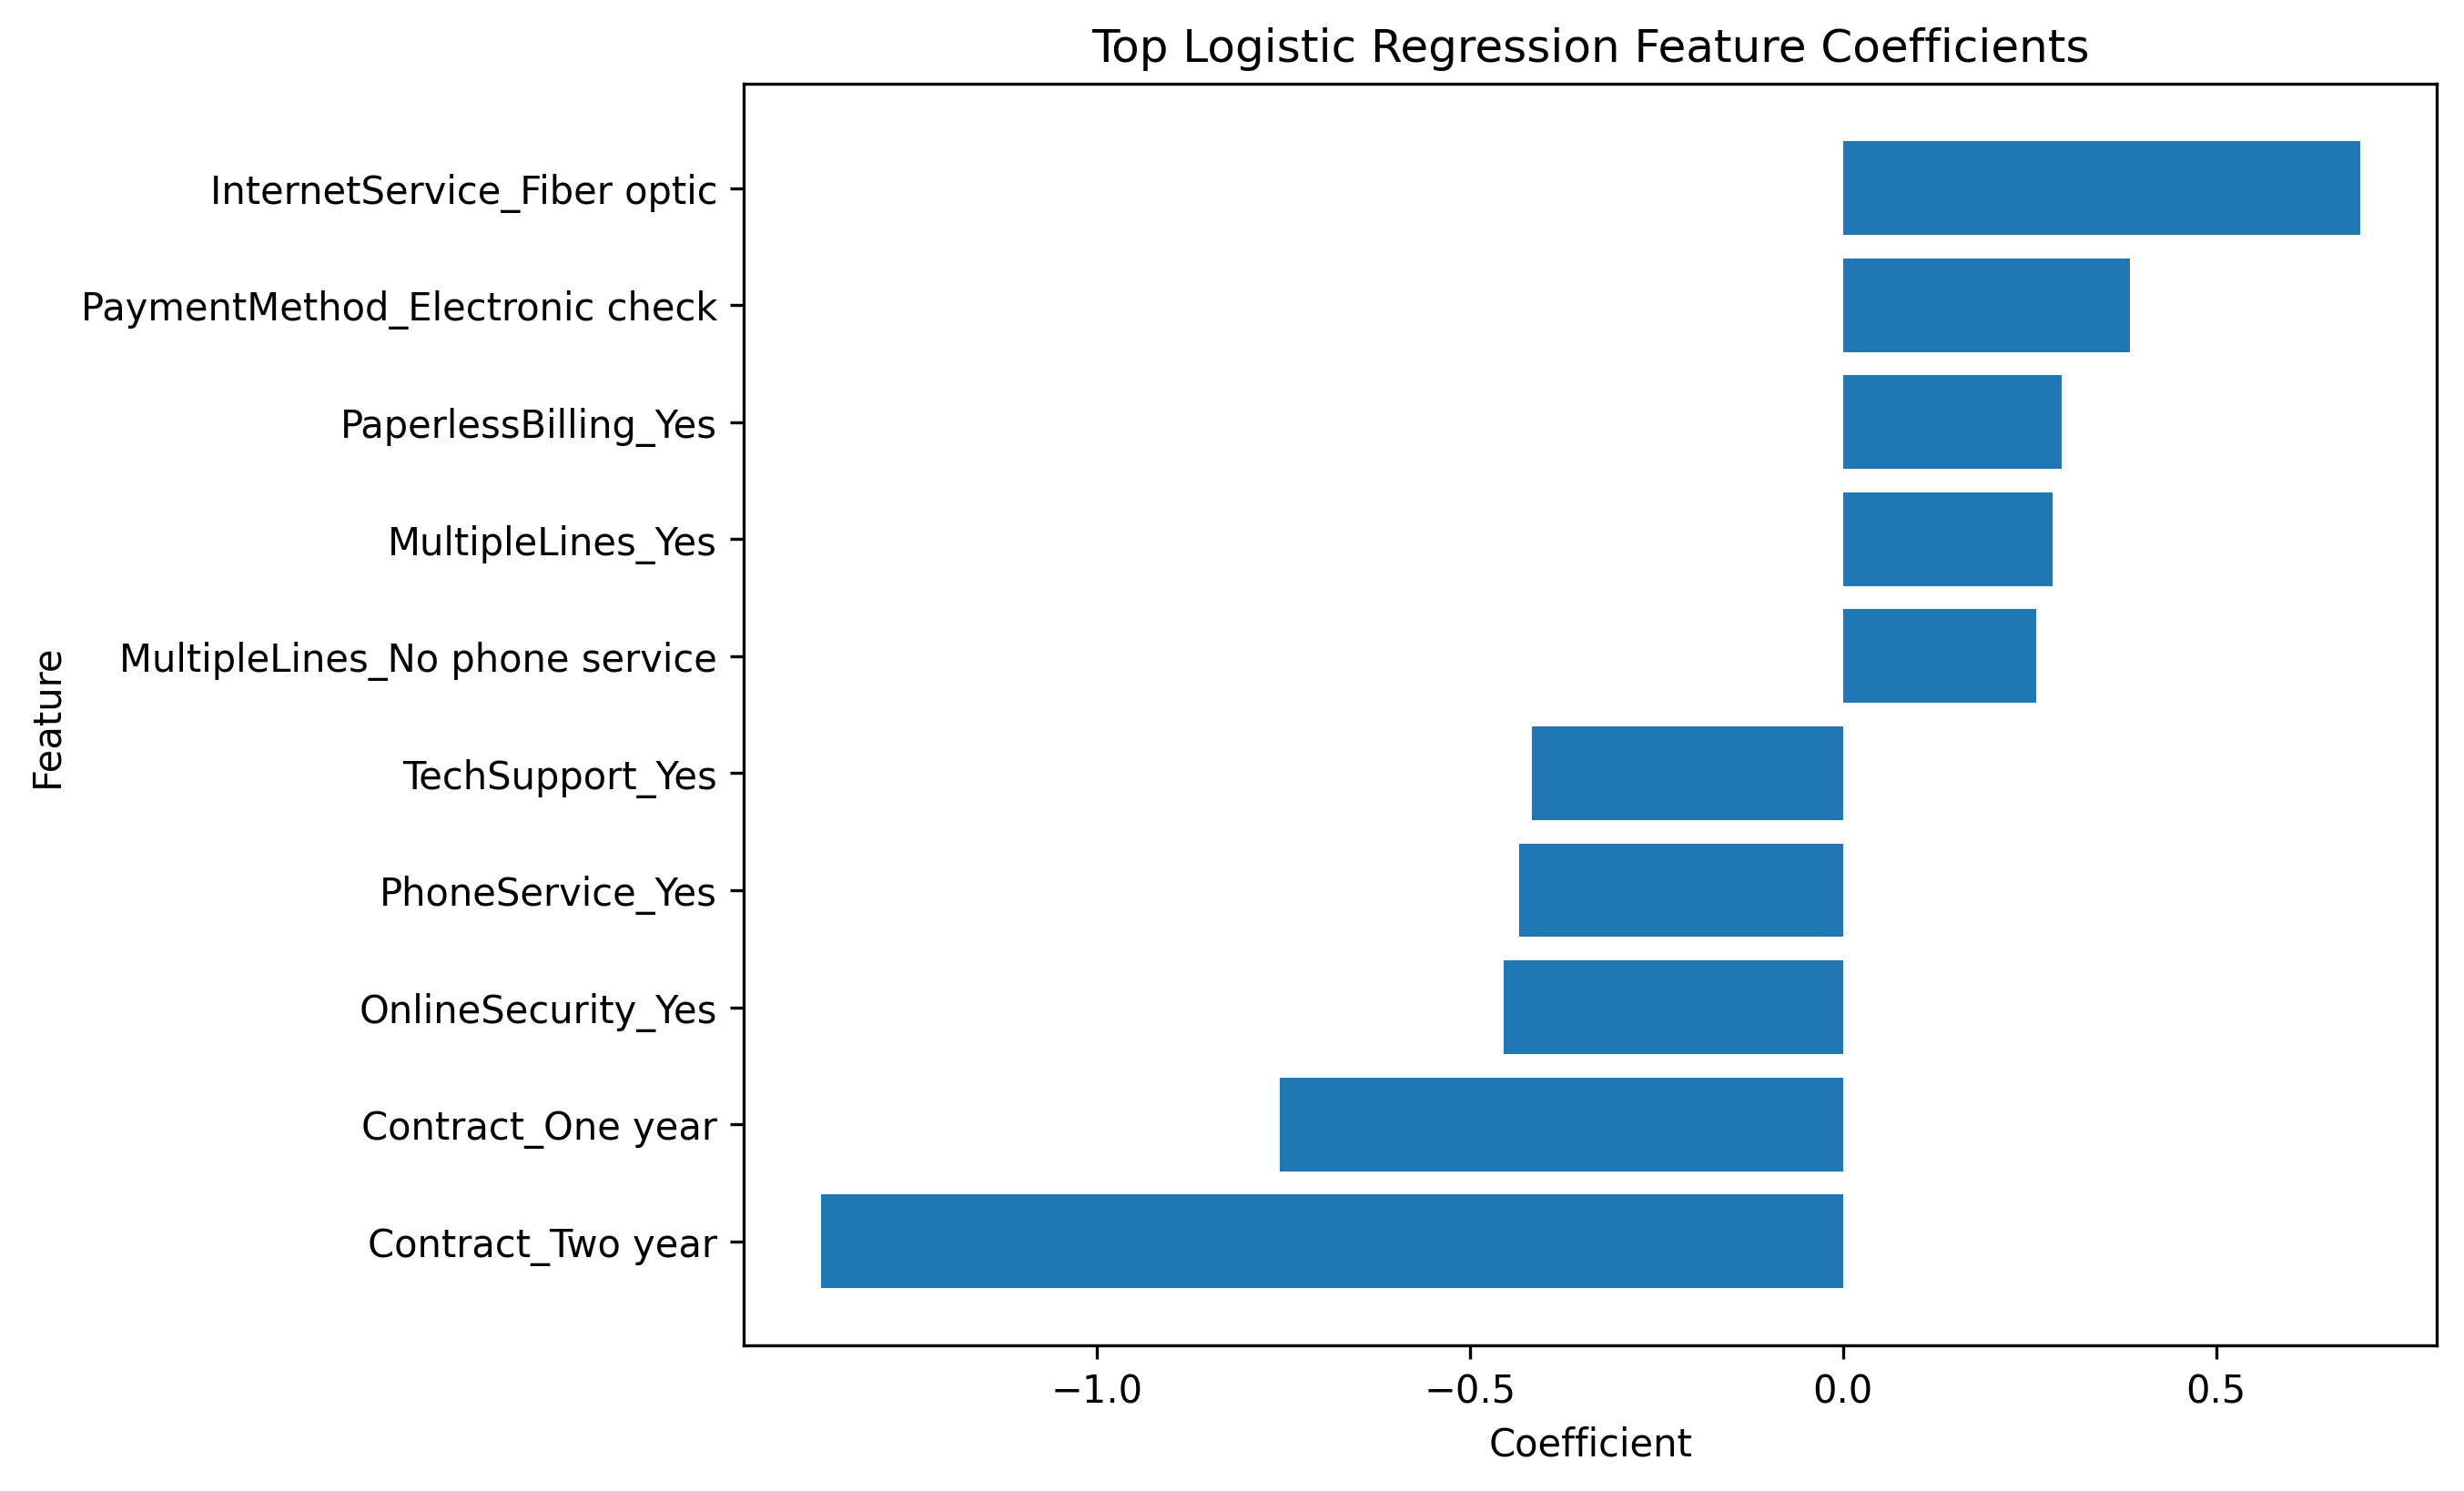 Top Logistic Regression Feature Coefficients
Feature
InternetService_Fiber optic
PaymentMethod_Electronic check
PaperlessBilling_Yes
MultipleLines_Yes
MultipleLines_No phone service
TechSupport_Yes
PhoneService_Yes
OnlineSecurity_Yes
Contract_One year
Contract_Two year
−1.0 −0.5 0.0 0.5
Coefficient